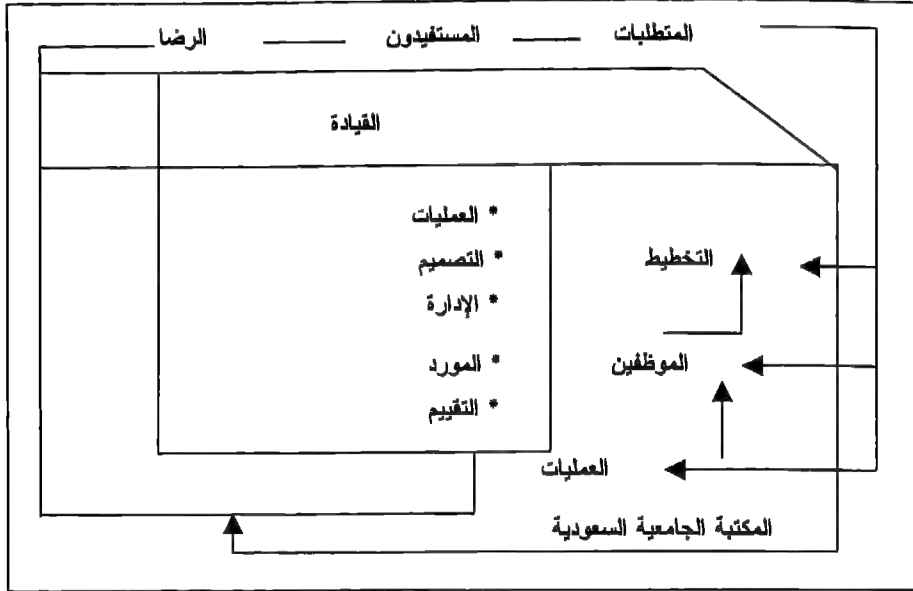 المتطلبات المستفيدون الرضا
القيادة
* العمليات
* التصميم
* الإدارة
* المورد
* التقييم
التخطيط
الموظفين
العمليات
المكتبة الجامعية السعودية